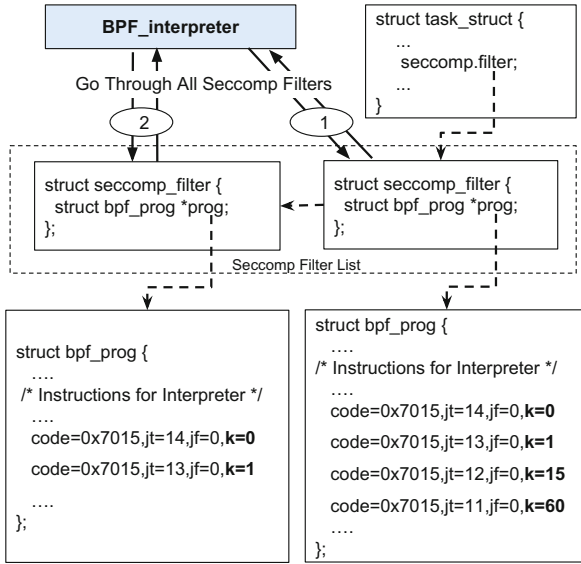 BPF_interpreter
Go Through All Seccomp Filters
2
1
struct task_struct {
...
seccomp.filter;
...
}
struct seccomp_filter {
struct bpf_prog *prog;
};
struct seccomp_filter {
struct bpf_prog *prog;
};
Seccomp Filter List
struct bpf_prog {
....
/* Instructions for Interpreter */
....
code=0x7015,jt=14,jf=0,k=0
code=0x7015,jt=13,jf=0,k=1
....
};
struct bpf_prog {
....
/* Instructions for Interpreter */
....
code=0x7015,jt=14,jf=0,k=0
code=0x7015,jt=13,jf=0,k=1
code=0x7015,jt=12,jf=0,k=15
code=0x7015,jt=11,jf=0,k=60
....
};